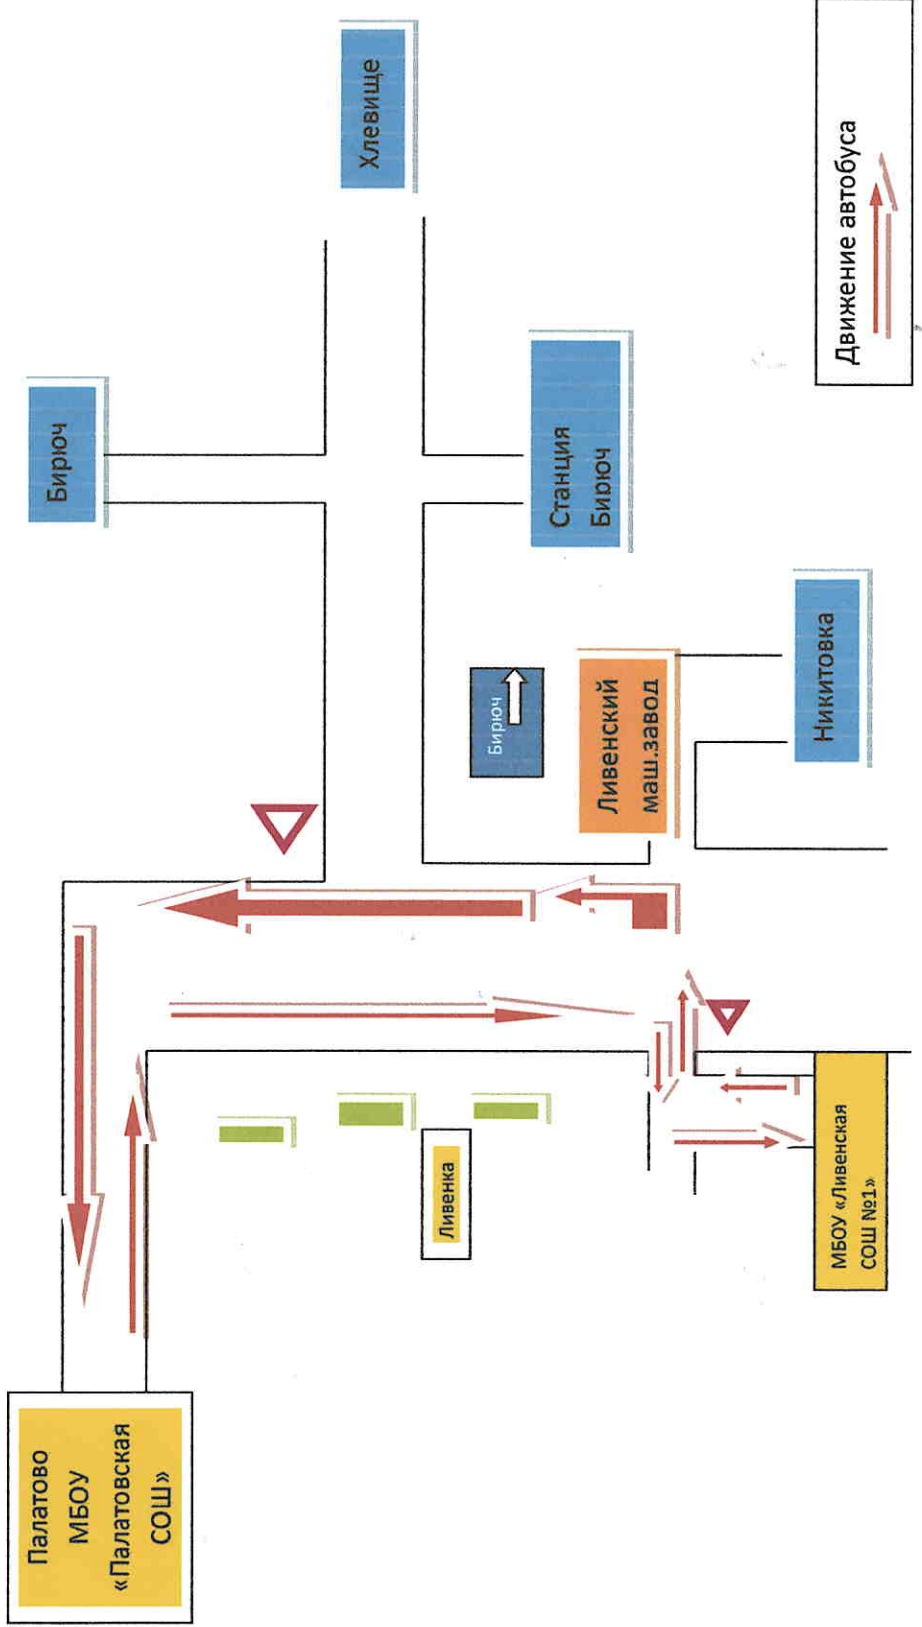 Палатово
МБОУ
«Палатовская
СОШ»
Бирюч
Хлевище
Станция
Бирюч
Бирюч
Ливенский
маш.завод
Никитовка
Ливенка
МБОУ «Ливенская
СОШ №1»
Движение автобуса